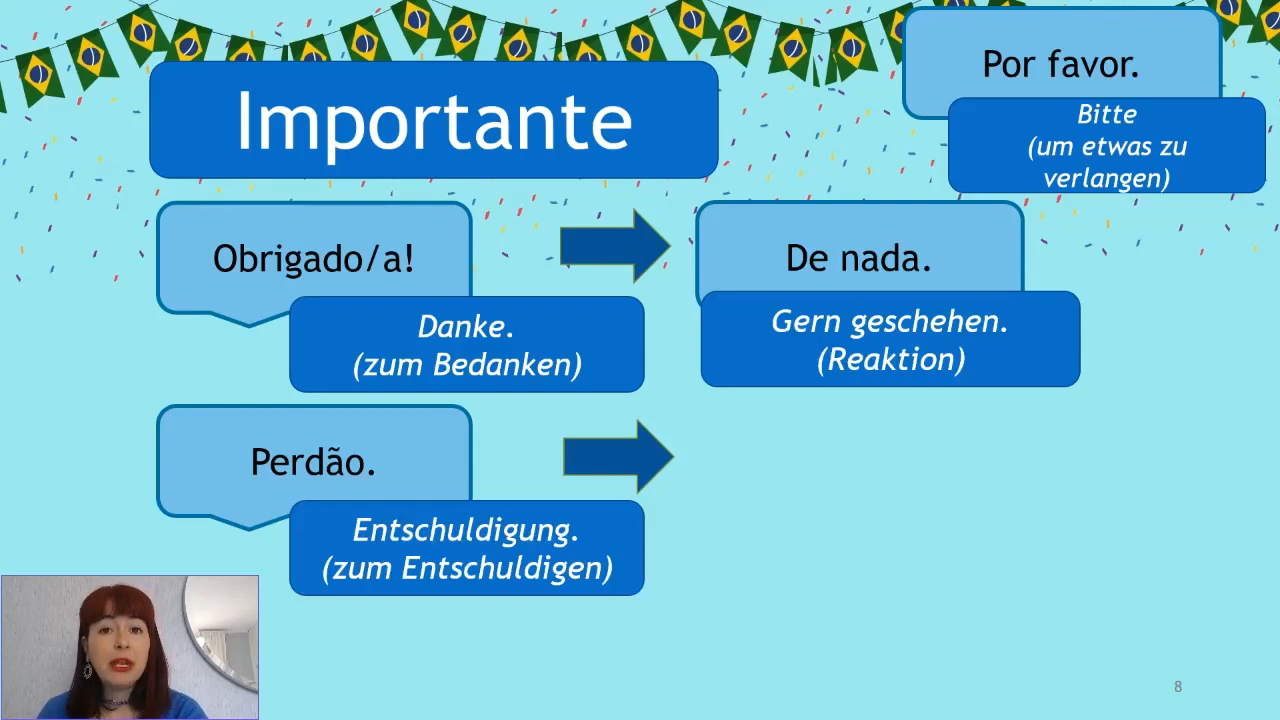 Por favor.
Bitte
(um etwas zu
verlangen)
Importante
Obrigado/a!
De nada.
Danke.
(zum Bedanken)
Gern geschehen.
(Reaktion)
Perdão.
Entschuldigung.
(zum Entschuldigen)
8